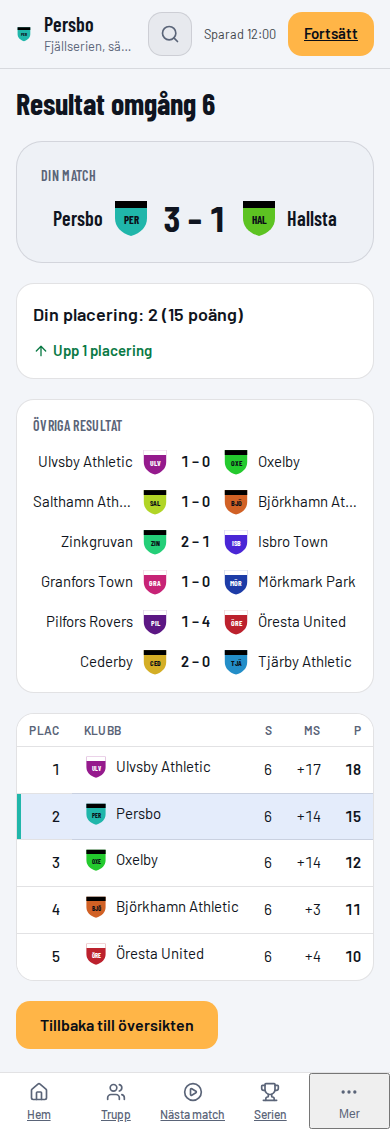 PER
Persbo
Fjällserien, sä...
Sparad 12:00
Fortsätt
Resultat omgång 6
DIN MATCH
Persbo PER 3 – 1 HAL Hallsta
Din placering: 2 (15 poäng)
↑ Upp 1 placering
ÖVRIGA RESULTAT
Ulvsby Athletic ULV 1 – 0 OXE Oxelby
Salthamn Ath... SAL 1 – 0 BJÖ Björkhamn At...
Zinkgruvan ZIN 2 – 1 ISB Isbro Town
Granfors Town GRA 1 – 0 MÖR Mörkmark Park
Pilfors Rovers PIL 1 – 4 ÖRE Öresta United
Cederby CED 2 – 0 TJÄ Tjärby Athletic
PLAC KLUBB S MS P
1 ULV Ulvsby Athletic 6 +17 18
2 PER Persbo 6 +14 15
3 OXE Oxelby 6 +14 12
4 BJÖ Björkhamn Athletic 6 +3 11
5 ÖRE Öresta United 6 +4 10
Tillbaka till översikten
Hem Trupp Nästa match Serien Mer